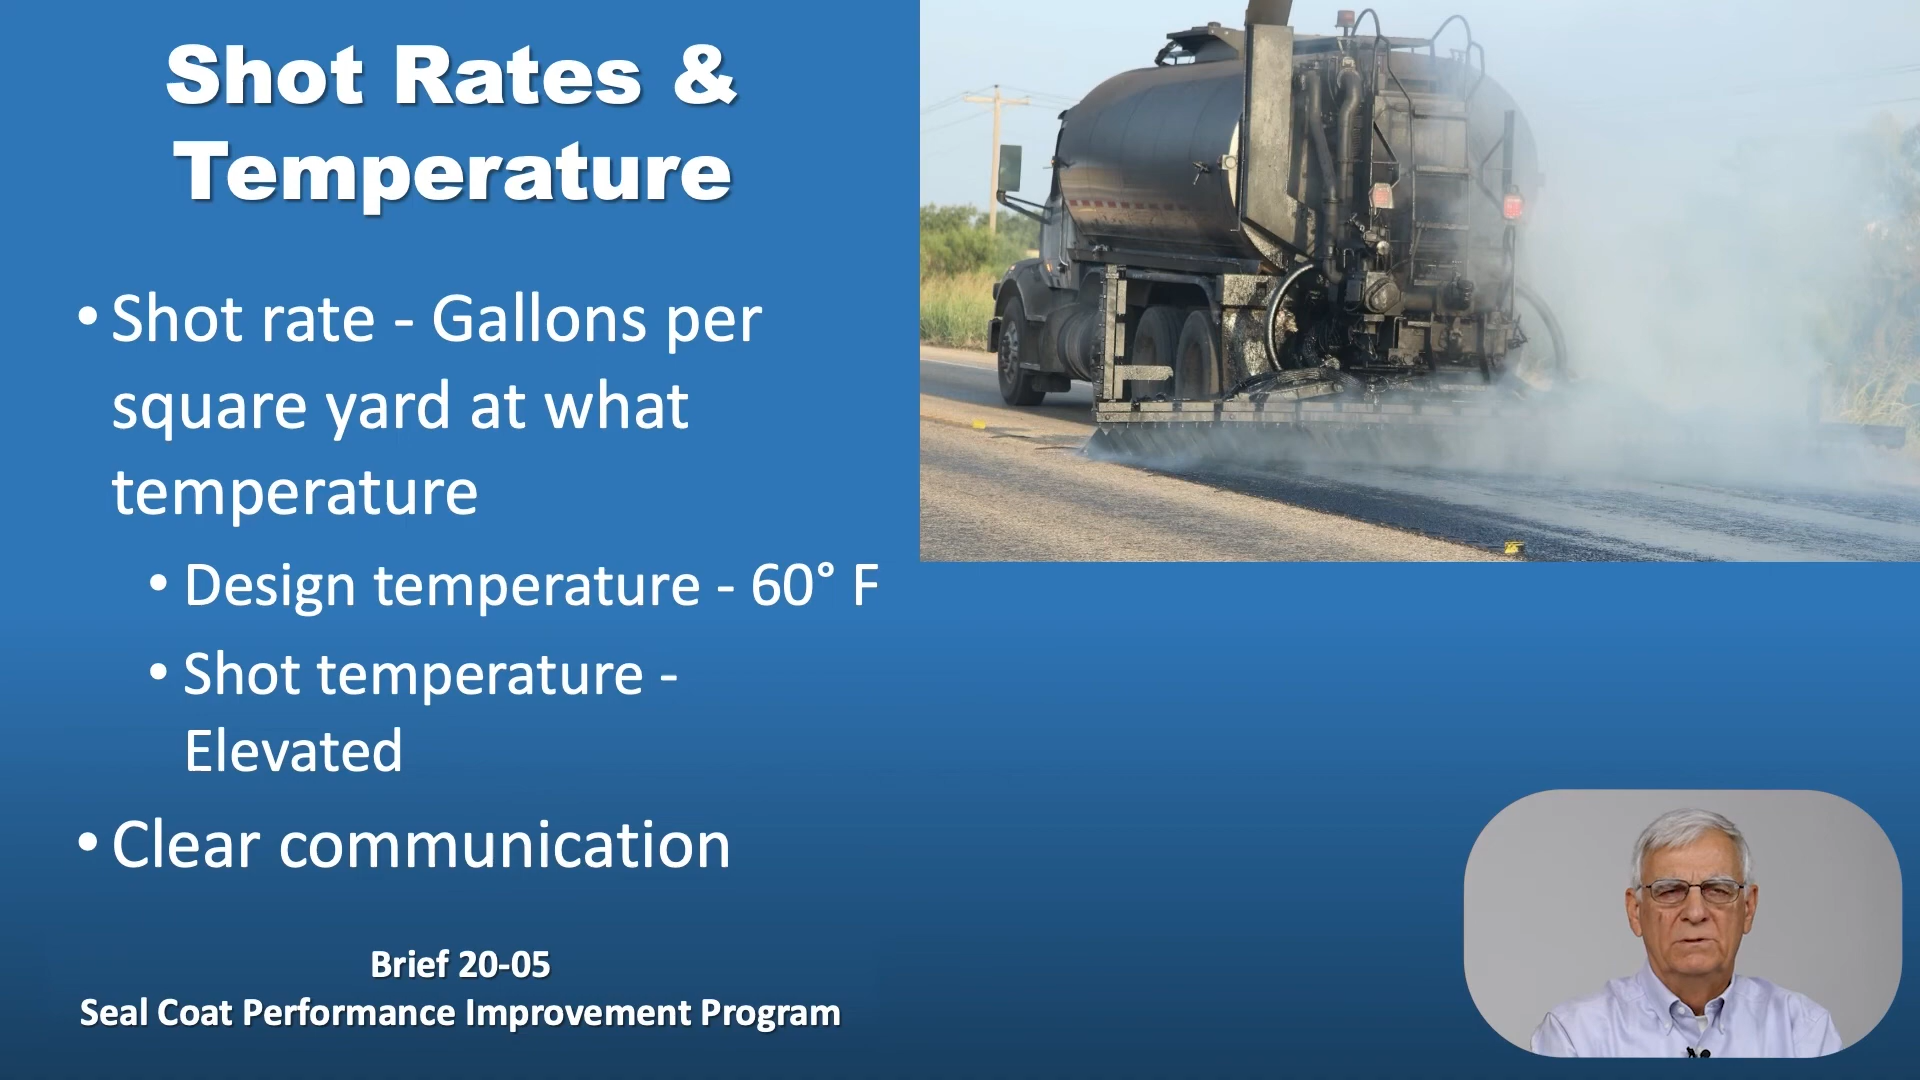 Shot Rates &
Temperature
• Shot rate - Gallons per
square yard at what
temperature
• Design temperature - 60° F
• Shot temperature -
Elevated
• Clear communication
Brief 20-05
Seal Coat Performance Improvement Program